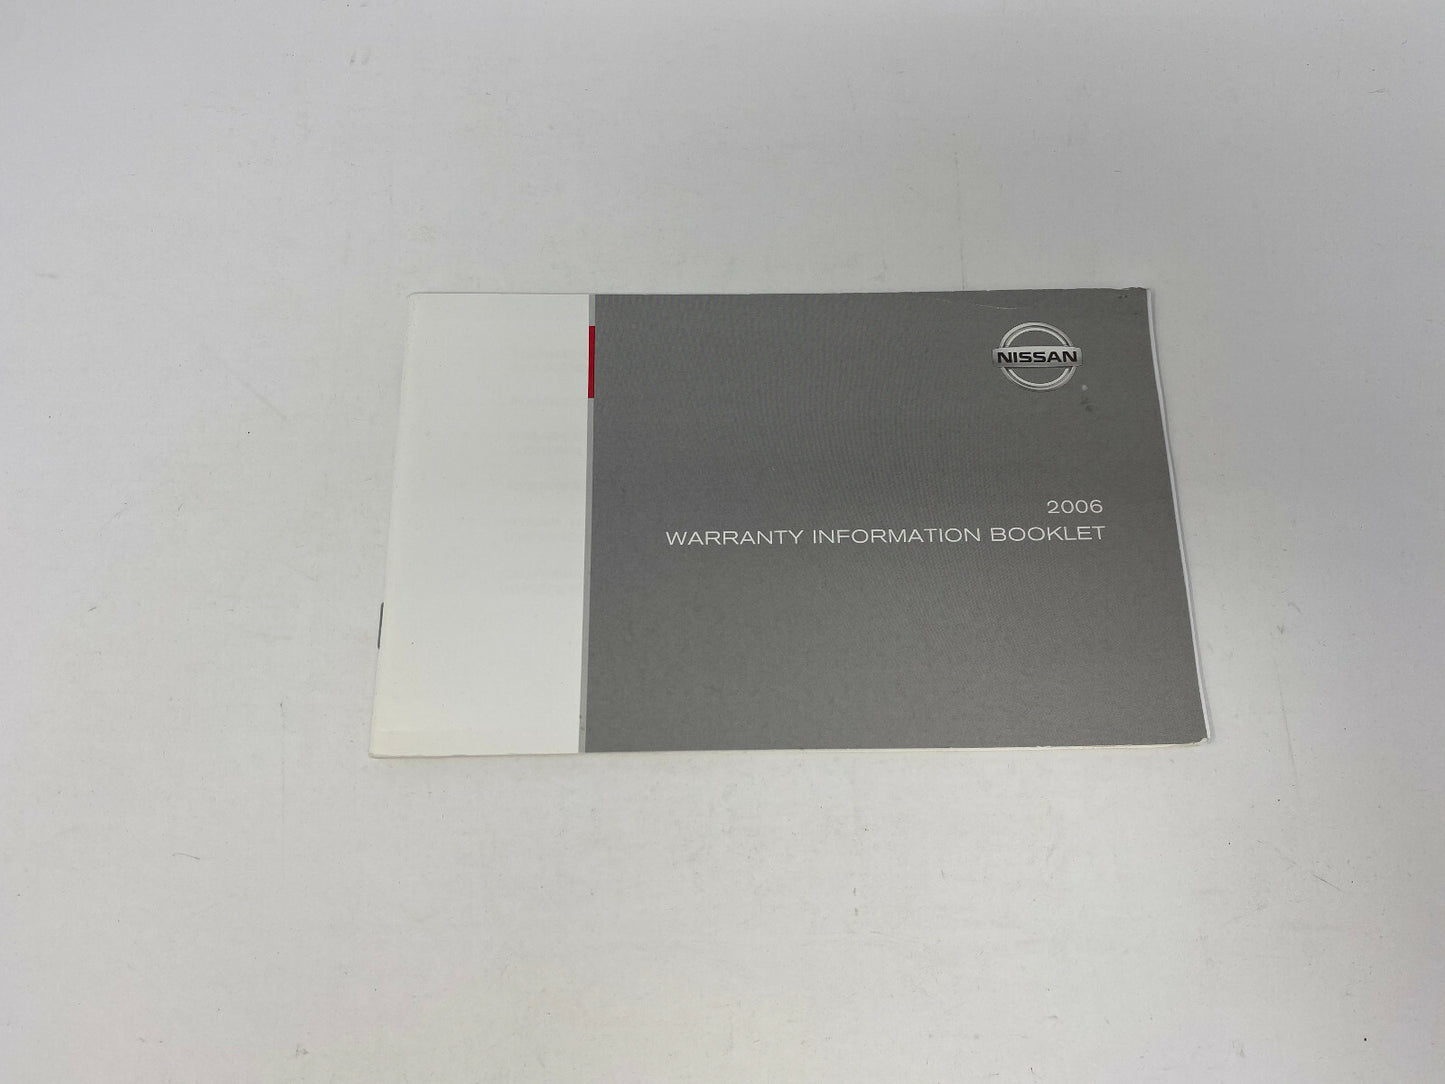 NISSAN
2006
WARRANTY INFORMATION BOOKLET